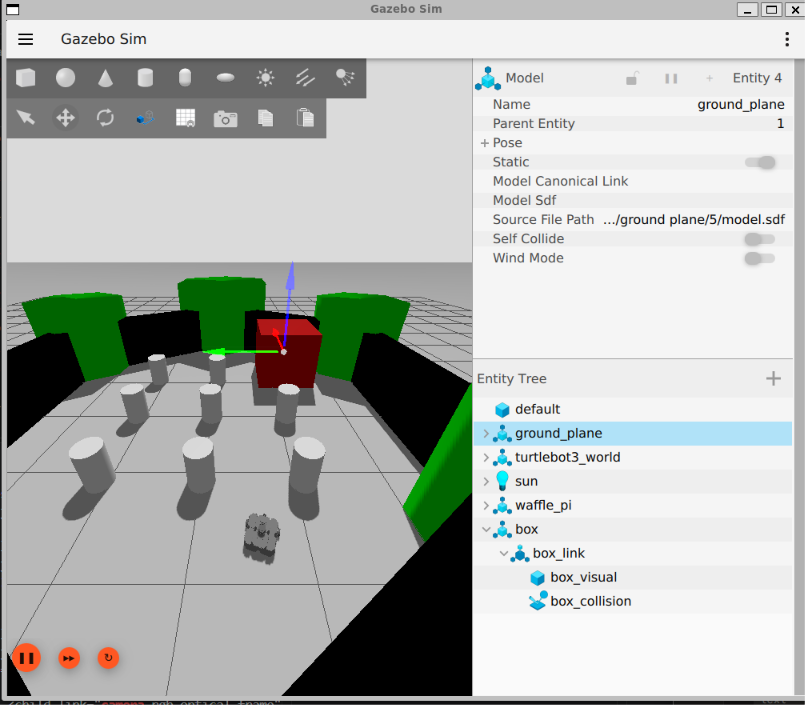 Gazebo Sim
Gazebo Sim
Model Entity 4
Name ground_plane
Parent Entity 1
+ Pose
Static
Model Canonical Link
Model Sdf
Source File Path .../ground plane/5/model.sdf
Self Collide
Wind Mode
Entity Tree
default
ground_plane
turtlebot3_world
sun
waffle_pi
box
box_link
box_visual
box_collision